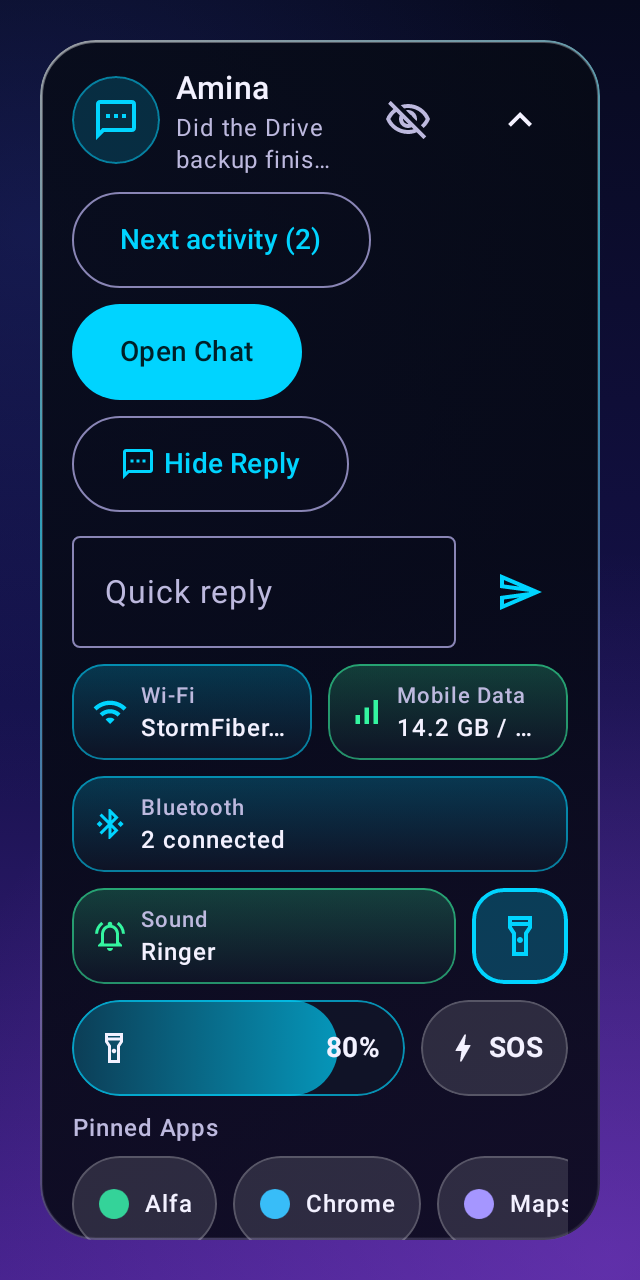 Amina
Did the Drive
backup finis…
Next activity (2)
Open Chat
Hide Reply
Quick reply
Wi-Fi
StormFiber…
Mobile Data
14.2 GB / …
Bluetooth
2 connected
Sound
Ringer
80%
SOS
Pinned Apps
Alfa
Chrome
Maps